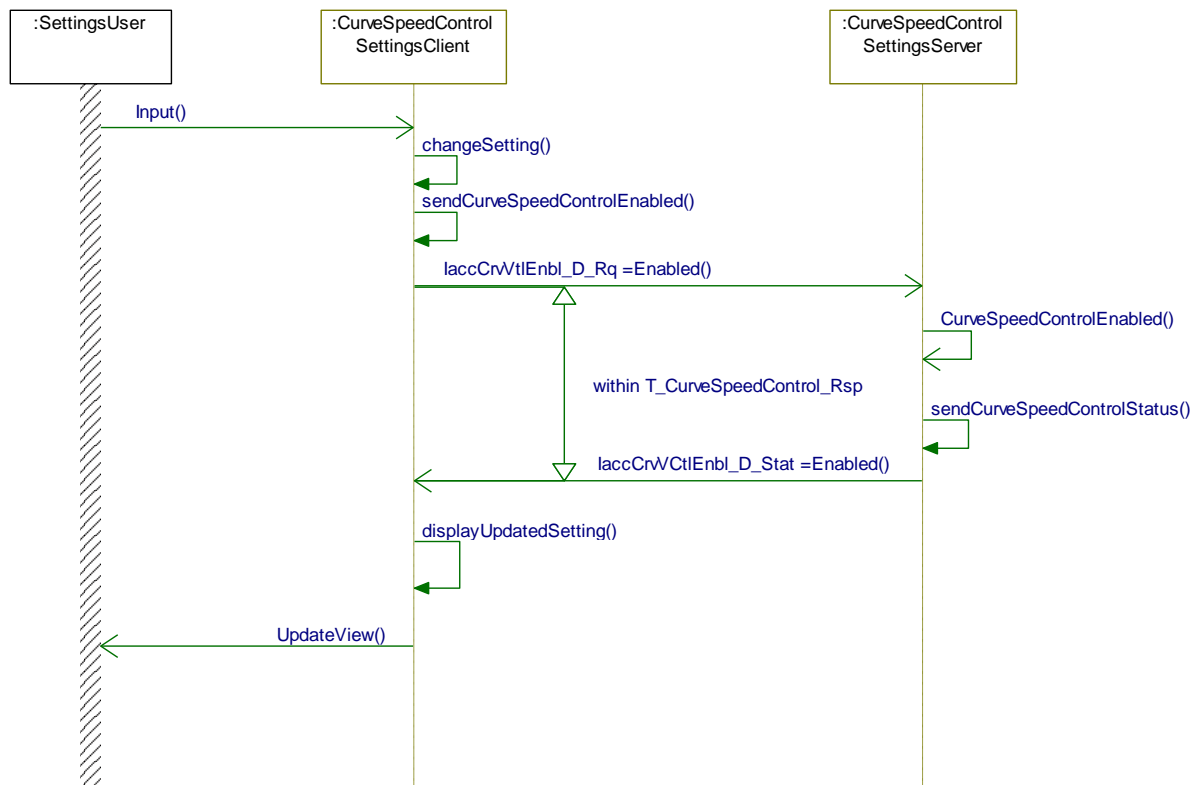 :SettingsUser
:CurveSpeedControl
SettingsClient
:CurveSpeedControl
SettingsServer
Input()
changeSetting()
sendCurveSpeedControlEnabled()
IaccCrvVtlEnbl_D_Rq =Enabled()
CurveSpeedControlEnabled()
within T_CurveSpeedControl_Rsp
sendCurveSpeedControlStatus()
IaccCrvVCtlEnbl_D_Stat =Enabled()
displayUpdatedSetting()
UpdateView()